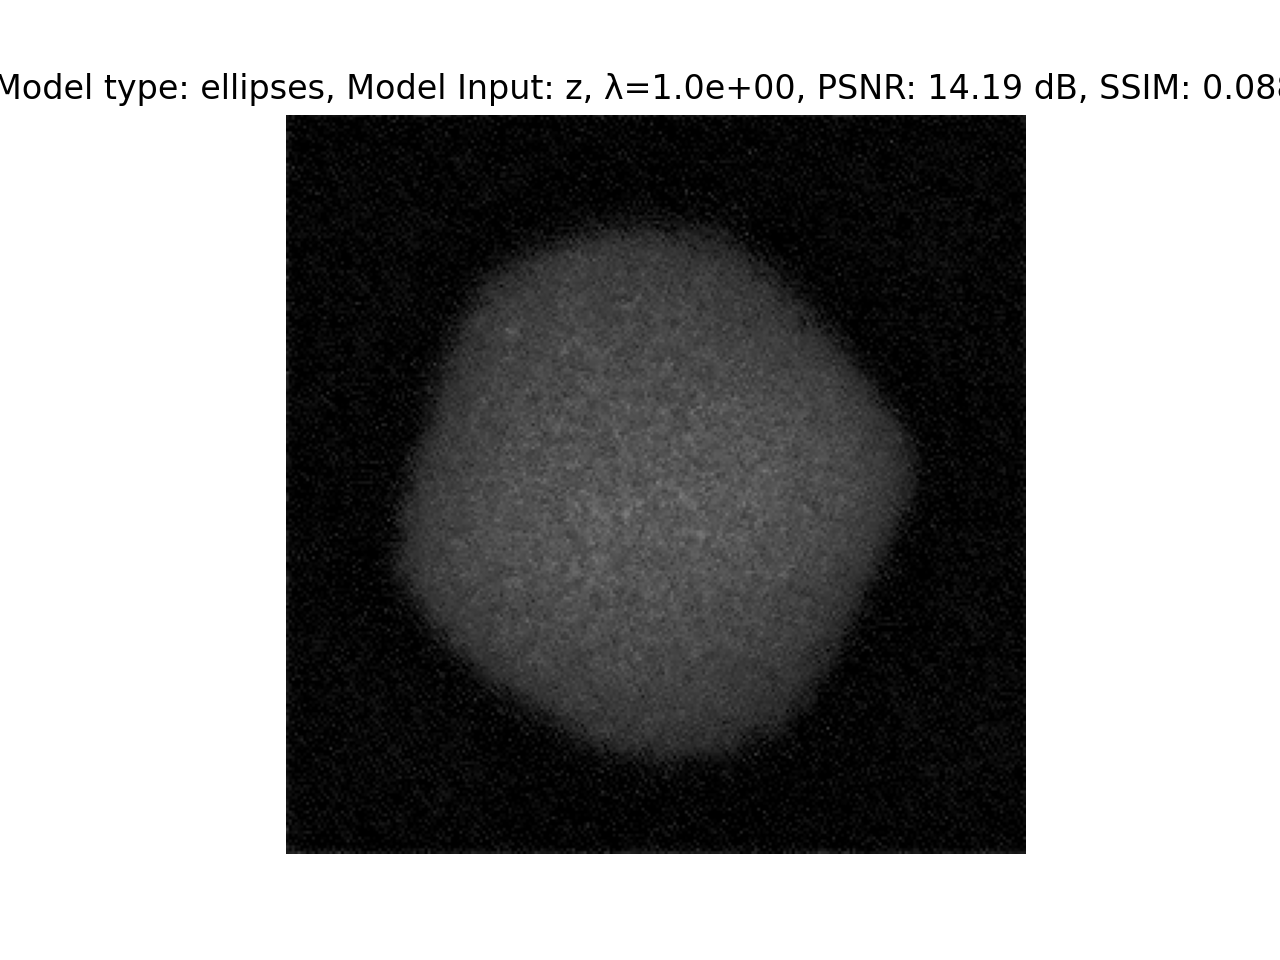 Model type: ellipses, Model Input: z, λ=1.0e+00, PSNR: 14.19 dB, SSIM: 0.08